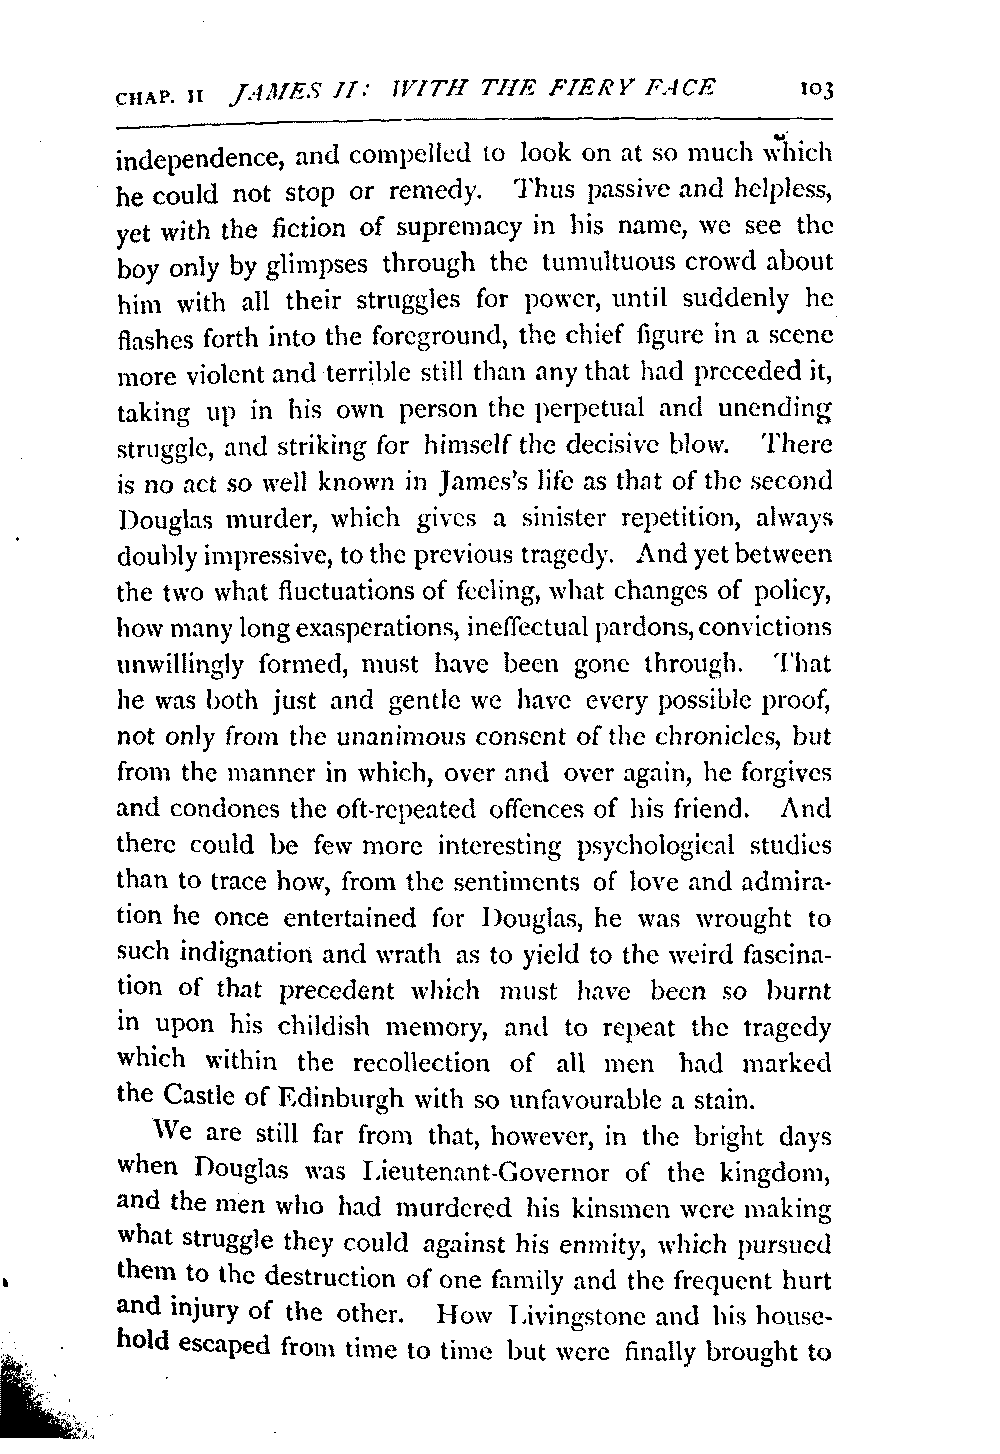 CHAP. II JAMES II: WITH THE FIERY FACE 103
independence, and compelled to look on at so much which
he could not stop or remedy. Thus passive and helpless,
yet with the fiction of supremacy in his name, we see the
boy only by glimpses through the tumultuous crowd about
him with all their struggles for power, until suddenly he
flashes forth into the foreground, the chief figure in a scene
more violent and terrible still than any that had preceded it,
taking up in his own person the perpetual and unending
struggle, and striking for himself the decisive blow. There
is no act so well known in James's life as that of the second
Douglas murder, which gives a sinister repetition, always
doubly impressive, to the previous tragedy. And yet between
the two what fluctuations of feeling, what changes of policy,
how many long exasperations, ineffectual pardons, convictions
unwillingly formed, must have been gone through. That
he was both just and gentle we have every possible proof,
not only from the unanimous consent of the chronicles, but
from the manner in which, over and over again, he forgives
and condones the oft-repeated offences of his friend. And
there could be few more interesting psychological studies
than to trace how, from the sentiments of love and admira-
tion he once entertained for Douglas, he was wrought to
such indignation and wrath as to yield to the weird fascina-
tion of that precedent which must have been so burnt
in upon his childish memory, and to repeat the tragedy
which within the recollection of all men had marked
the Castle of Edinburgh with so unfavourable a stain.
We are still far from that, however, in the bright days
when Douglas was Lieutenant-Governor of the kingdom,
and the men who had murdered his kinsmen were making
what struggle they could against his enmity, which pursued
them to the destruction of one family and the frequent hurt
and injury of the other. How Livingstone and his house-
hold escaped from time to time but were finally brought to